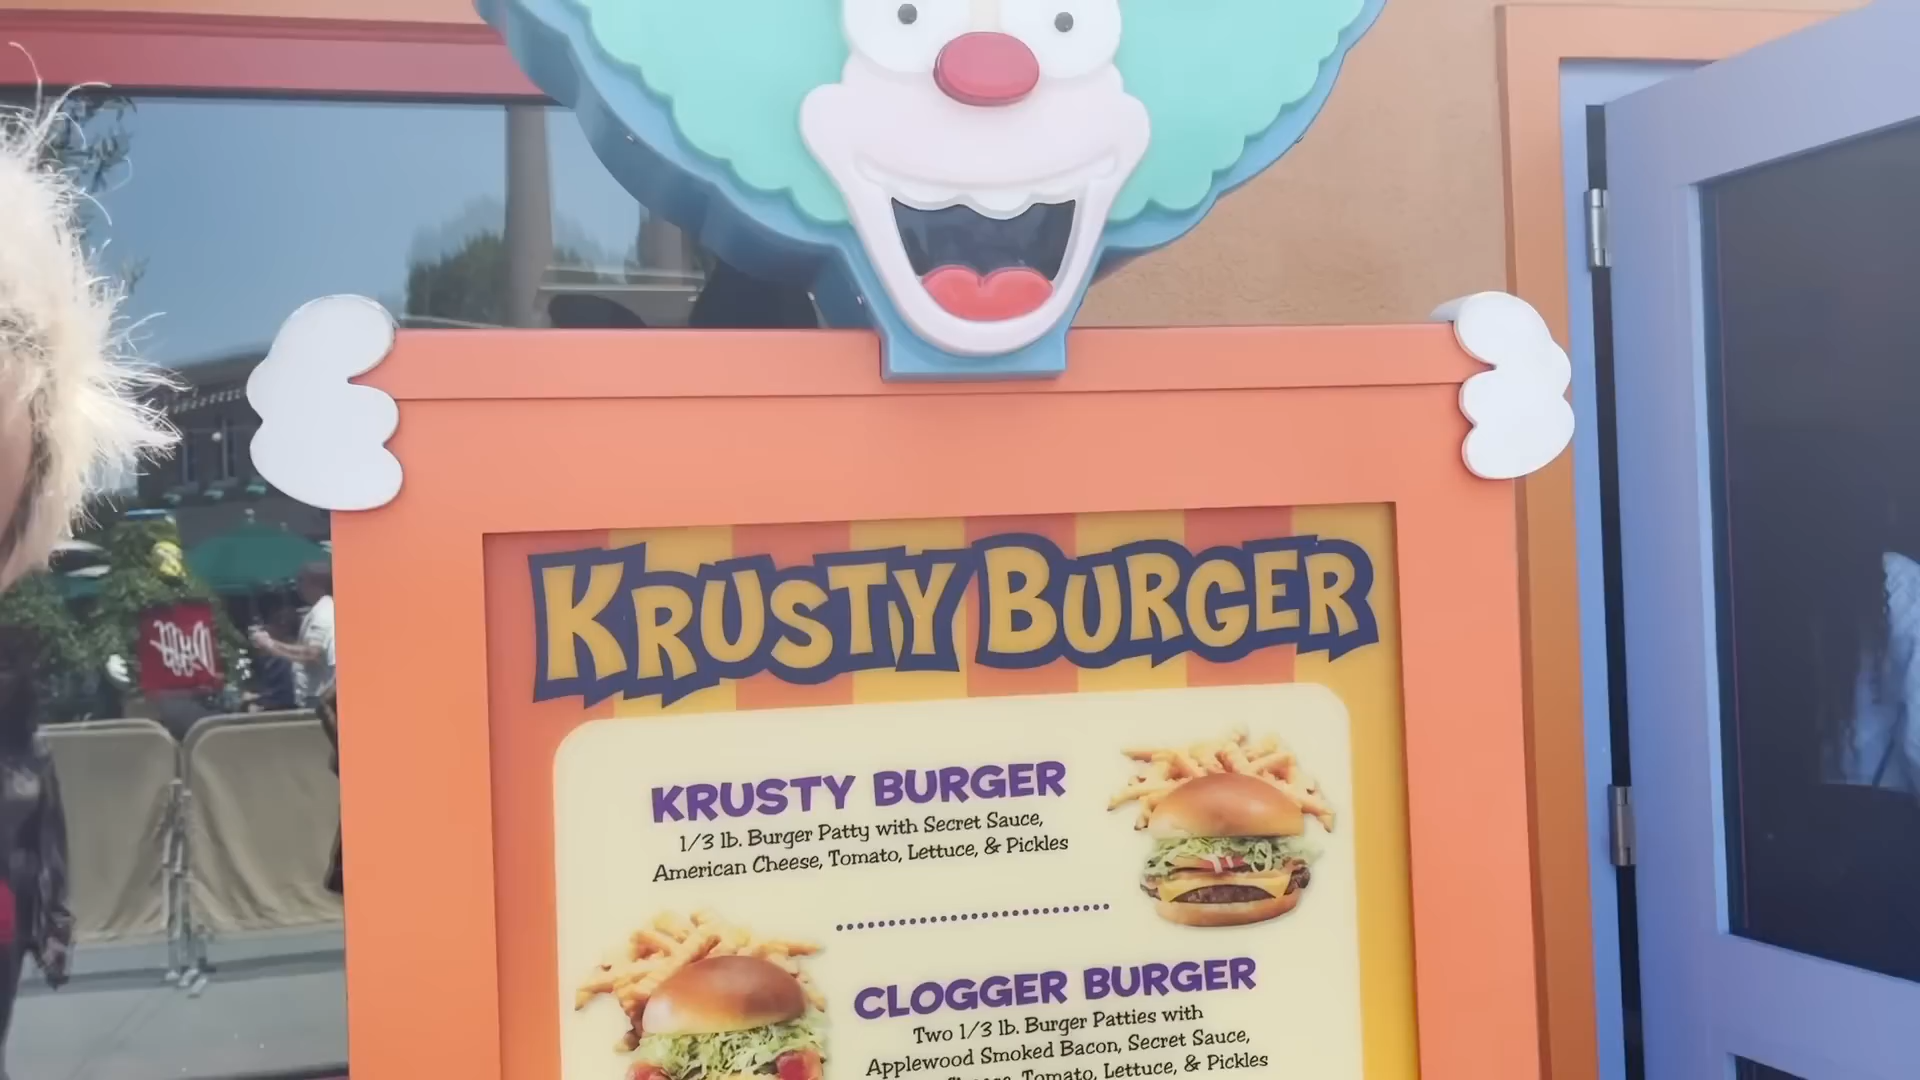 KRUSTY BURGER
KRUSTY BURGER
1/3 lb. Burger Patty with Secret Sauce,
American Cheese, Tomato, Lettuce, & Pickles
CLOGGER BURGER
Two 1/3 lb. Burger Patties with
Applewood Smoked Bacon, Secret Sauce,
Cheese, Tomato, Lettuce, & Pickles